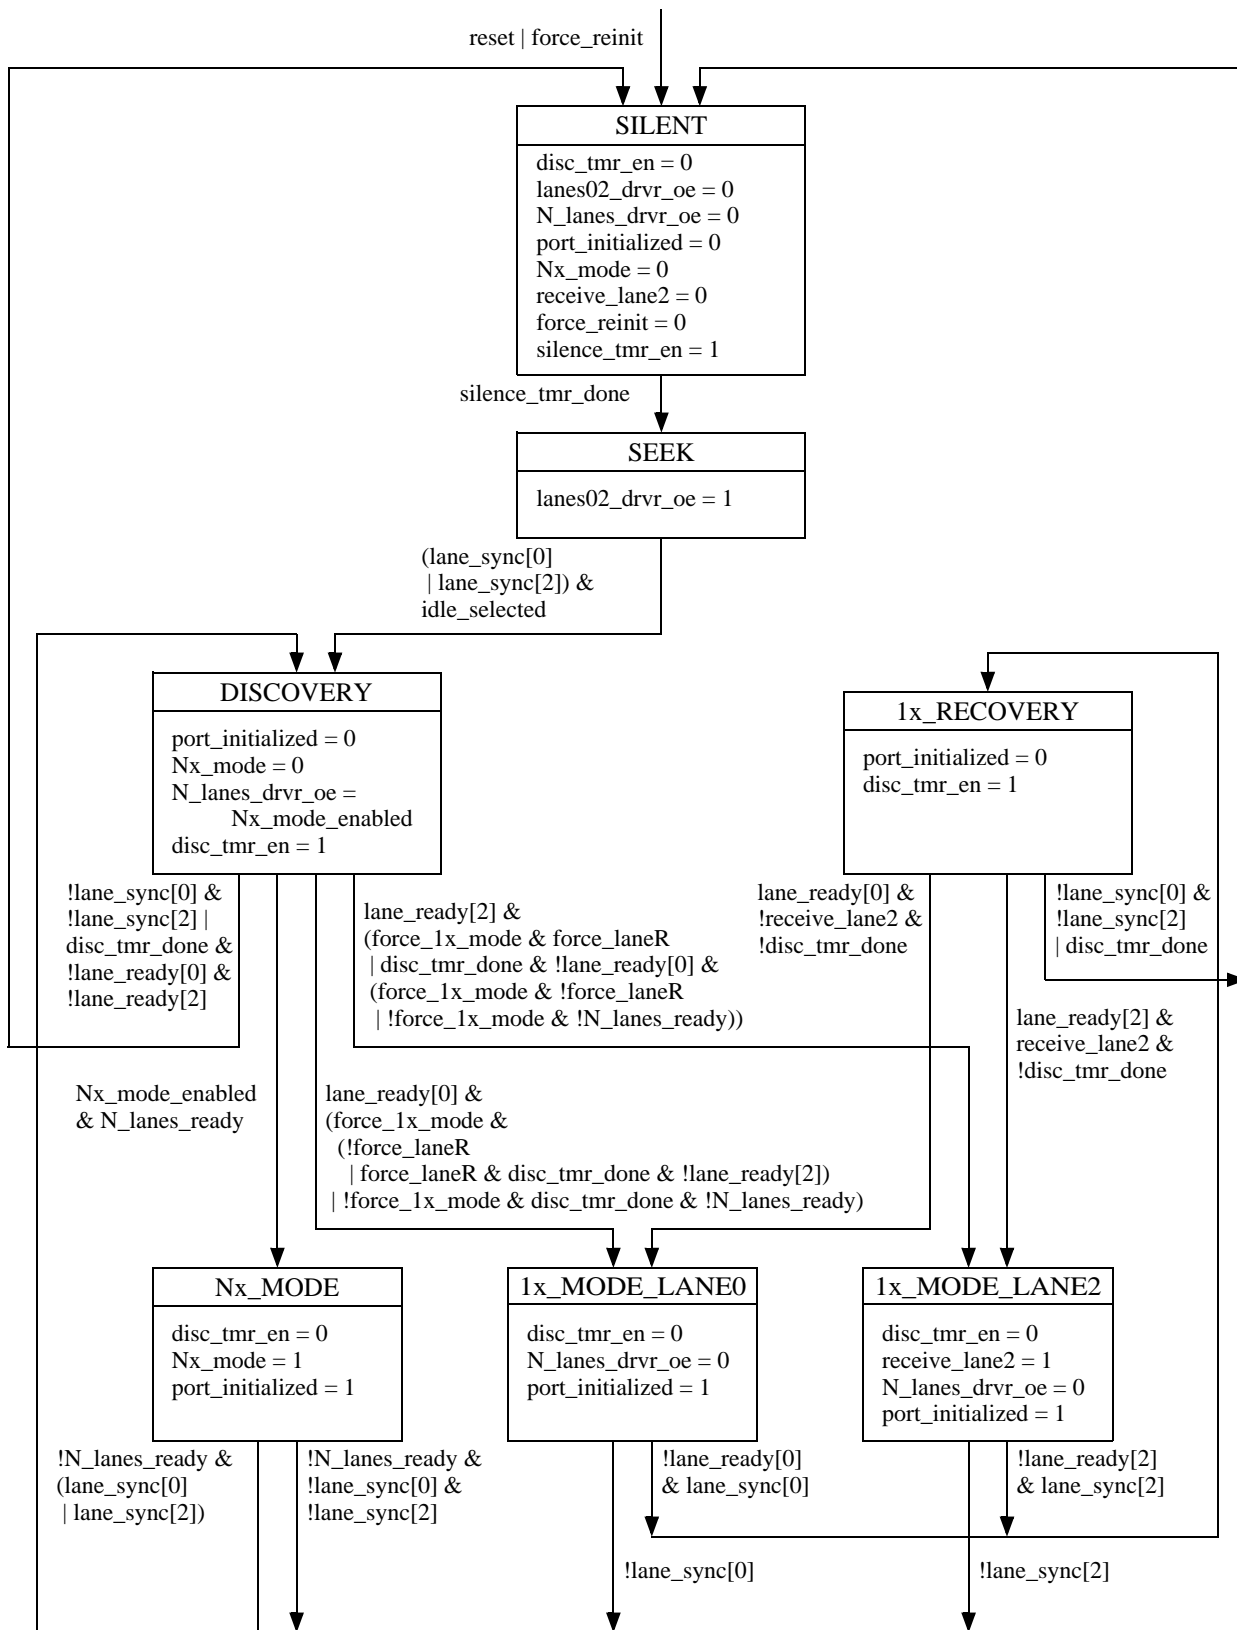 reset | force_reinit
SILENT
disc_tmr_en = 0
lanes02_drvr_oe = 0
N_lanes_drvr_oe = 0
port_initialized = 0
Nx_mode = 0
receive_lane2 = 0
force_reinit = 0
silence_tmr_en = 1
silence_tmr_done
SEEK
lanes02_drvr_oe = 1
(lane_sync[0]
| lane_sync[2]) &
idle_selected
DISCOVERY
port_initialized = 0
Nx_mode = 0
N_lanes_drvr_oe =
Nx_mode_enabled
disc_tmr_en = 1
1x_RECOVERY
port_initialized = 0
disc_tmr_en = 1
!lane_sync[0] &
!lane_sync[2] |
disc_tmr_done &
!lane_ready[0] &
!lane_ready[2]
lane_ready[2] &
(force_1x_mode & force_laneR
| disc_tmr_done & !lane_ready[0] &
(force_1x_mode & !force_laneR
| !force_1x_mode & !N_lanes_ready))
lane_ready[0] &
!receive_lane2 &
!disc_tmr_done
!lane_sync[0] &
!lane_sync[2]
| disc_tmr_done
lane_ready[2] &
receive_lane2 &
!disc_tmr_done
Nx_mode_enabled
& N_lanes_ready
lane_ready[0] &
(force_1x_mode &
(!force_laneR
| force_laneR & disc_tmr_done & !lane_ready[2])
| !force_1x_mode & disc_tmr_done & !N_lanes_ready)
Nx_MODE
disc_tmr_en = 0
Nx_mode = 1
port_initialized = 1
1x_MODE_LANE0
disc_tmr_en = 0
N_lanes_drvr_oe = 0
port_initialized = 1
1x_MODE_LANE2
disc_tmr_en = 0
receive_lane2 = 1
N_lanes_drvr_oe = 0
port_initialized = 1
!N_lanes_ready &
(lane_sync[0]
| lane_sync[2])
!N_lanes_ready &
!lane_sync[0] &
!lane_sync[2]
!lane_ready[0]
& lane_sync[0]
!lane_ready[2]
& lane_sync[2]
!lane_sync[0]
!lane_sync[2]